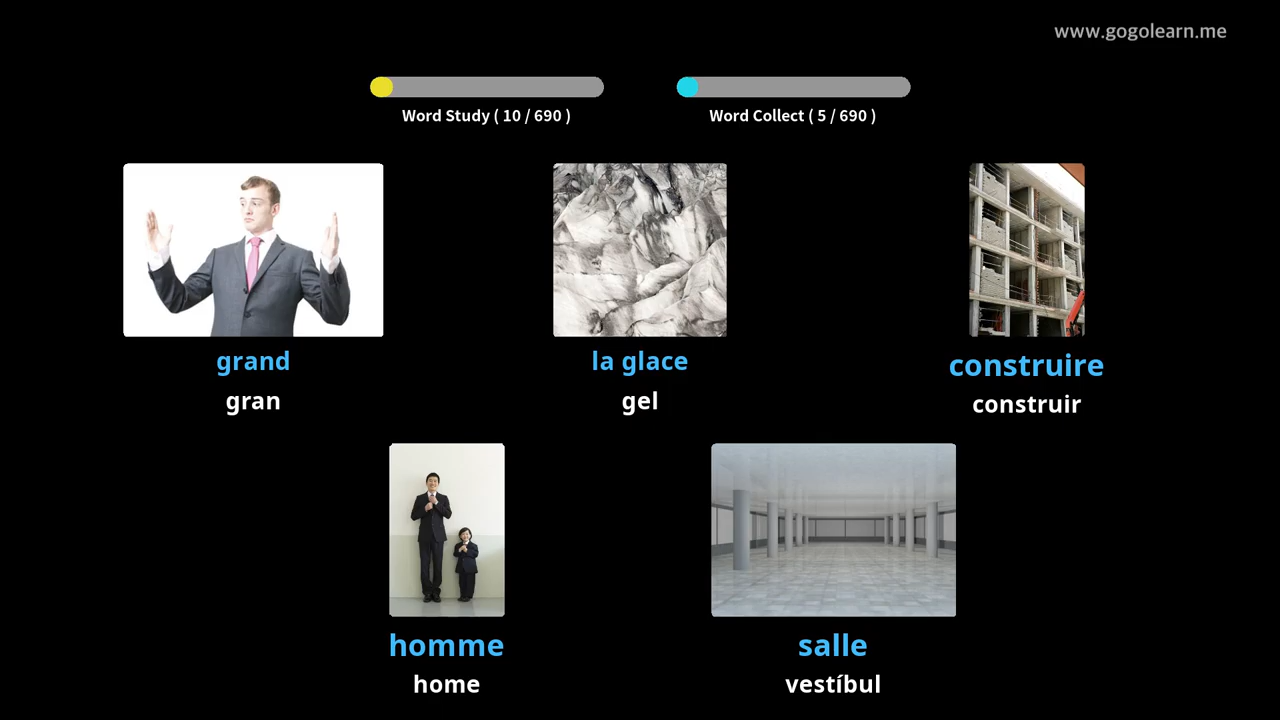 www.gogolearn.me
Word Study ( 10 / 690 )
Word Collect ( 5 / 690 )
grand
gran
la glace
gel
construire
construir
homme
home
salle
vestíbul